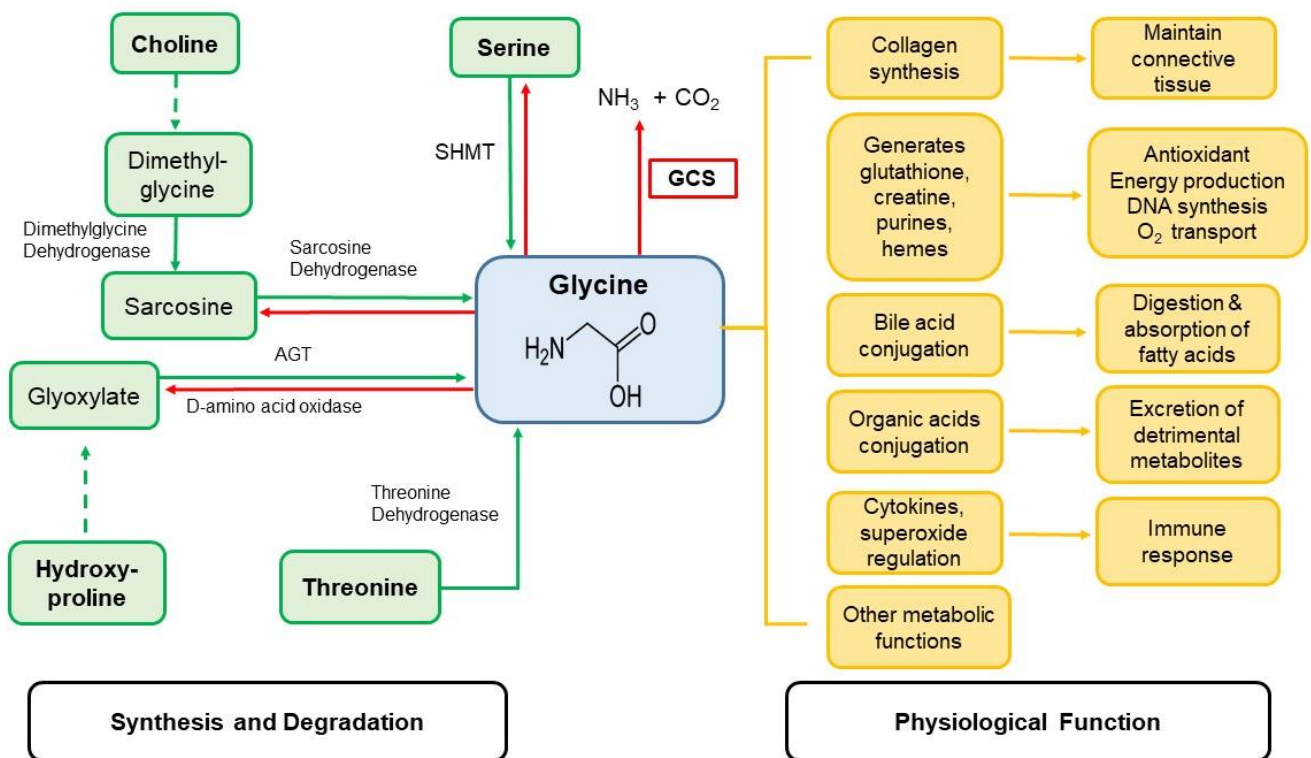 Choline
Dimethyl-
glycine
Dimethylglycine
Dehydrogenase
Sarcosine
Sarcosine
Dehydrogenase
Glyoxylate
AGT
D-amino acid oxidase
Hydroxy-
proline
Threonine
Threonine
Dehydrogenase
Serine
SHMT
NH₃ + CO₂
GCS
Glycine
H₂N
O
OH
Collagen
synthesis
Maintain
connective
tissue
Generates
glutathione,
creatine,
purines,
hemes
Antioxidant
Energy production
DNA synthesis
O₂ transport
Bile acid
conjugation
Digestion &
absorption of
fatty acids
Organic acids
conjugation
Excretion of
detrimental
metabolites
Cytokines,
superoxide
regulation
Immune
response
Other metabolic
functions
Synthesis and Degradation
Physiological Function